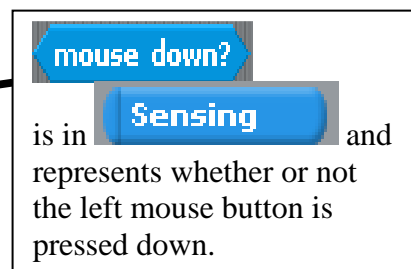 mouse down?
is in Sensing and
represents whether or not
the left mouse button is
pressed down.